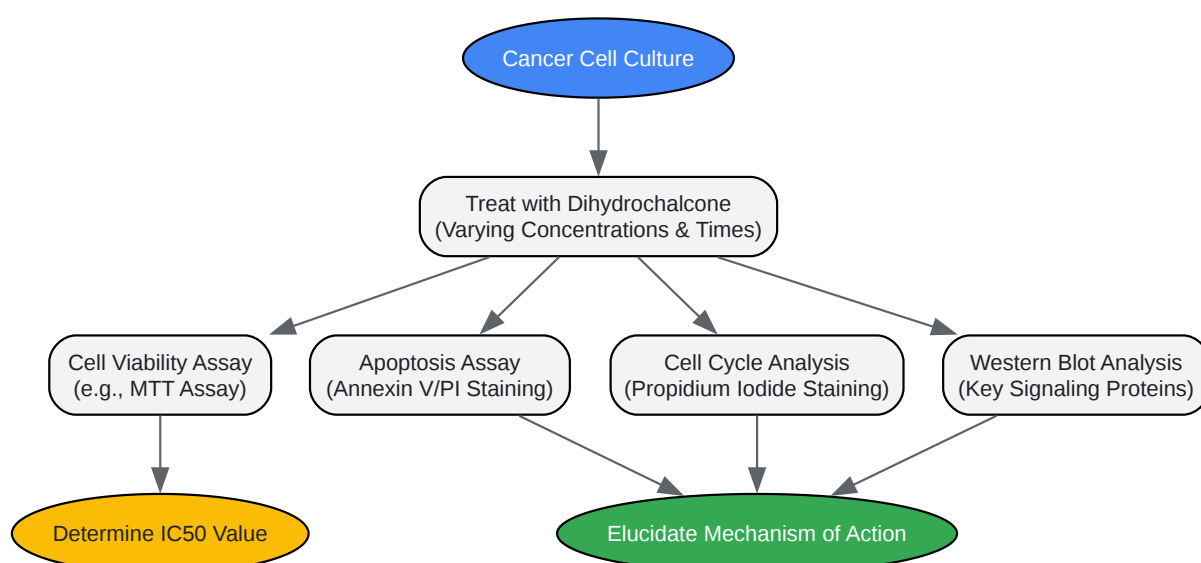 Cancer Cell Culture
Treat with Dihydrochalcone
(Varying Concentrations & Times)
Cell Viability Assay
(e.g., MTT Assay)
Apoptosis Assay
(Annexin V/PI Staining)
Cell Cycle Analysis
(Propidium Iodide Staining)
Western Blot Analysis
(Key Signaling Proteins)
Determine IC50 Value
Elucidate Mechanism of Action